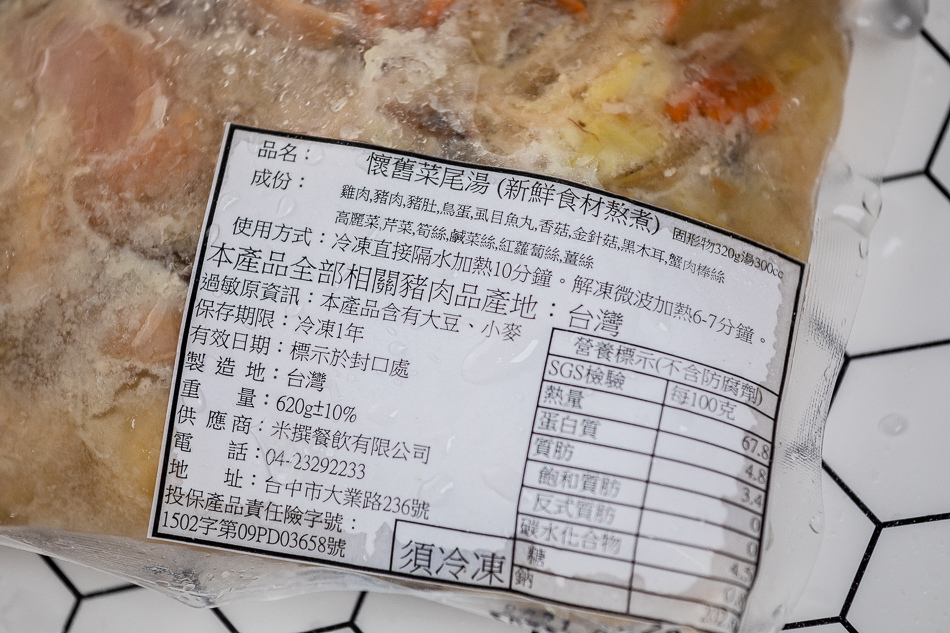 品名： 懷舊菜尾湯 (新鮮食材熬煮) 固形物320g湯300cc
成份： 雞肉,豬肉,豬肚,鳥蛋,虱目魚丸,香菇,金針菇,黑木耳,蟹肉棒絲
高麗菜,芹菜,筍絲,鹹菜絲,紅蘿蔔絲,薑絲
使用方式：冷凍直接隔水加熱10分鐘。解凍微波加熱6-7分鐘。
本產品全部相關豬肉品產地：台灣
過敏原資訊：本產品含有大豆、小麥
保存期限：冷凍1年
有效日期：標示於封口處
製造地：台灣
重量：620g±10%
供應商：米撰餐飲有限公司
電話：04-23292233
地址：台中市大業路236號
投保產品責任險字號：
1502字第09PD03658號
須冷凍
營養標示(不含防腐劑)
SGS檢驗 每100克
熱量 67.8
蛋白質 4.8
質肪 3.4
飽和質肪 0
反式質肪 0
碳水化合物 4.5
糖
鈉